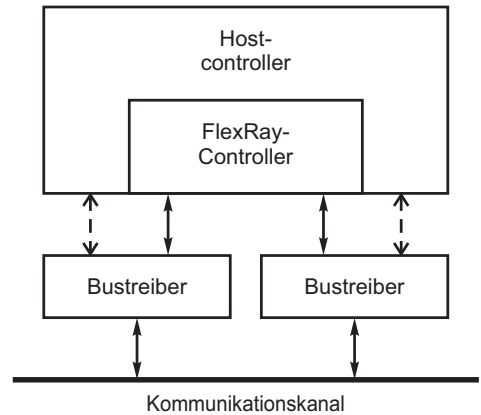 Host-
controller
FlexRay-
Controller
Bustreiber
Bustreiber
Kommunikationskanal